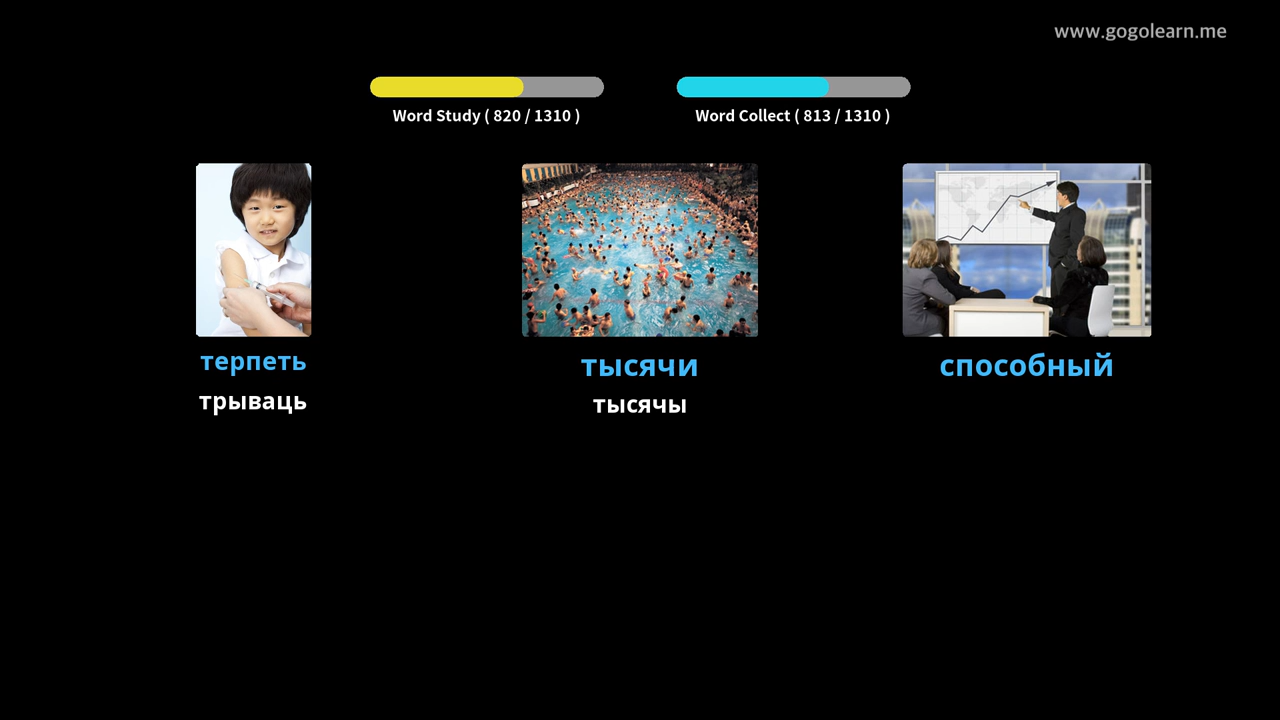 www.gogolearn.me
Word Study ( 820 / 1310 )
Word Collect ( 813 / 1310 )
терпеть
трываць
тысячи
тысячы
способный